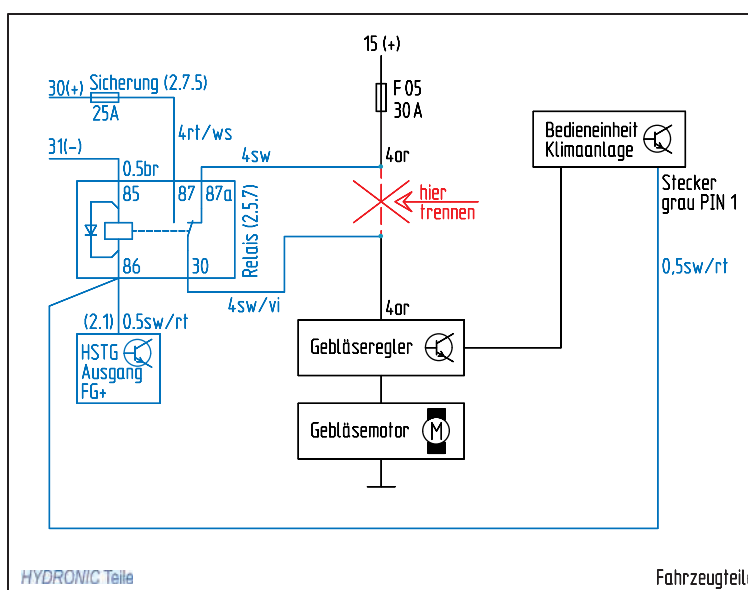 15 (+)
30(+) Sicherung (2.7.5)
25A
F 05
30 A
4rt/ws
31(-)
4sw
4or
0.5br
85
87
87a
hier
trennen
Bedieneinheit
Klimaanlage
Stecker
grau PIN 1
Relais (2.5.7)
86
30
0,5sw/rt
4sw/vi
4or
(2.1) 0.5sw/rt
HSTG
Ausgang
FG+
Gebläseregler
Gebläsemotor
M
HYDRONIC Teile
Fahrzeugteile